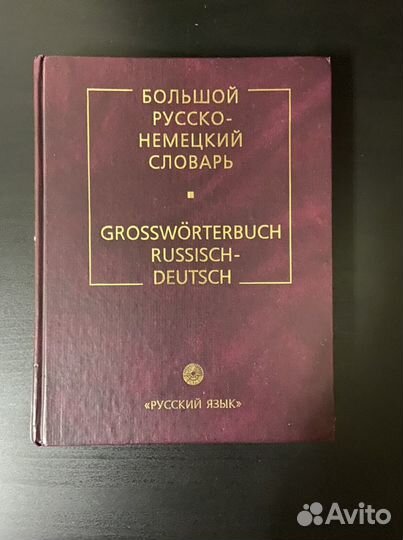 БОЛЬШОЙ
РУССКО-
НЕМЕЦКИЙ
СЛОВАРЬ
GROSSWÖRTERBUCH
RUSSISCH-
DEUTSCH
«РУССКИЙ ЯЗЫК»
Avito